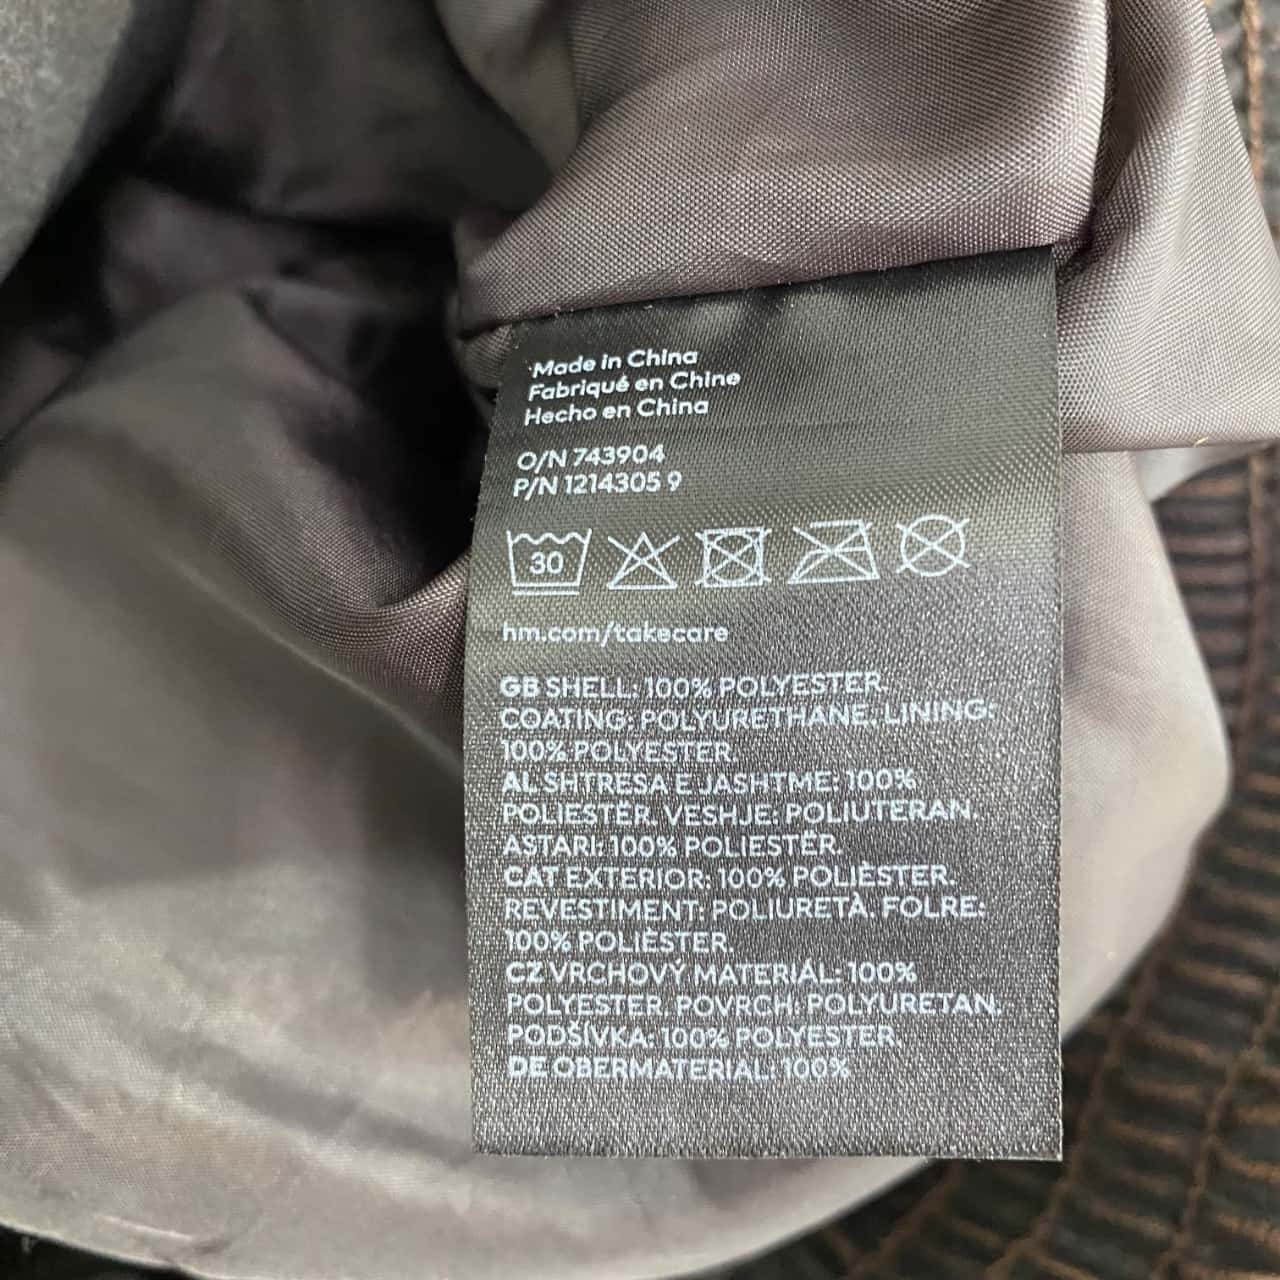 Made in China
Fabriqué en Chine
Hecho en China
O/N 743904
P/N 1214305 9
30
hm.com/takecare
GB SHELL: 100% POLYESTER.
COATING: POLYURETHANE. LINING:
100% POLYESTER.
AL SHTRESA E JASHTME: 100%
POLIESTËR. VESHJE: POLIUTERAN.
ASTARI: 100% POLIESTËR.
CAT EXTERIOR: 100% POLIÈSTER.
REVESTIMENT: POLIURETÀ. FOLRE:
100% POLIÈSTER.
CZ VRCHOVÝ MATERIÁL: 100%
POLYESTER. POVRCH: POLYURETAN.
PODŠÍVKA: 100% POLYESTER.
DE OBERMATERIAL: 100%